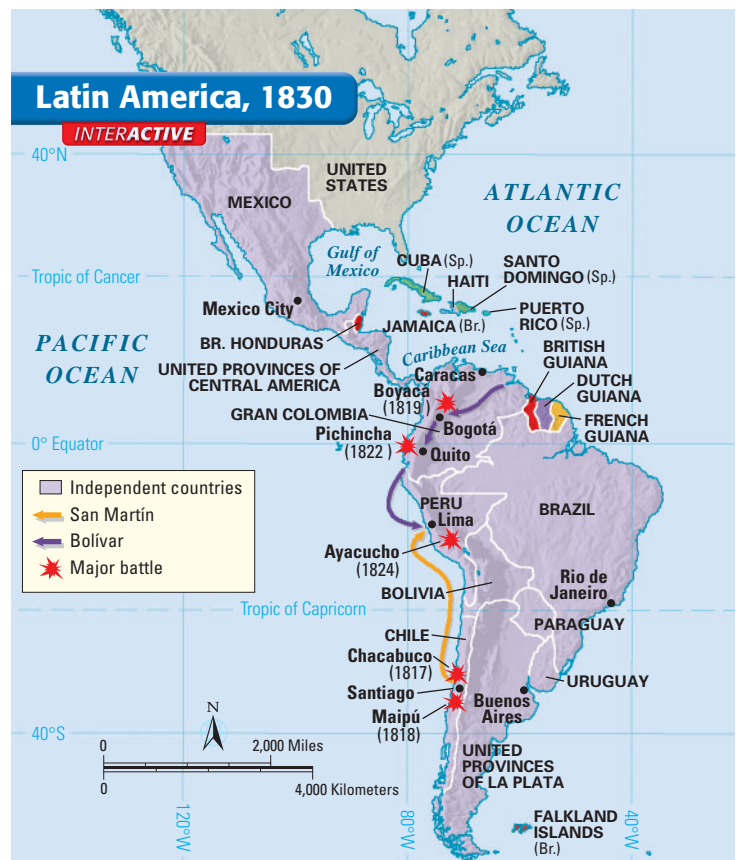 Latin America, 1830
INTERACTIVE
40°N
UNITED
STATES
MEXICO
ATLANTIC
OCEAN
Gulf of
Mexico
CUBA (Sp.)
HAITI
SANTO
DOMINGO (Sp.)
Tropic of Cancer
Mexico City
JAMAICA (Br.)
PUERTO
RICO (Sp.)
PACIFIC
OCEAN
BR. HONDURAS
UNITED PROVINCES OF
CENTRAL AMERICA
Caribbean Sea
Caracas
BRITISH
GUIANA
DUTCH
GUIANA
FRENCH
GUIANA
Boyacá
(1819)
GRAN COLOMBIA
Bogotá
Pichincha
(1822)
0° Equator
Quito
Independent countries
San Martín
Bolívar
Major battle
PERU
Lima
BRAZIL
Ayacucho
(1824)
BOLIVIA
Rio de
Janeiro
Tropic of Capricorn
PARAGUAY
CHILE
Chacabuco
(1817)
Santiago
URUGUAY
Buenos
Aires
Maipú
(1818)
N
40°S
0
2,000 Miles
0
4,000 Kilometers
UNITED
PROVINCES
OF LA PLATA
120°W
80°W
40°W
FALKLAND
ISLANDS
(Br.)